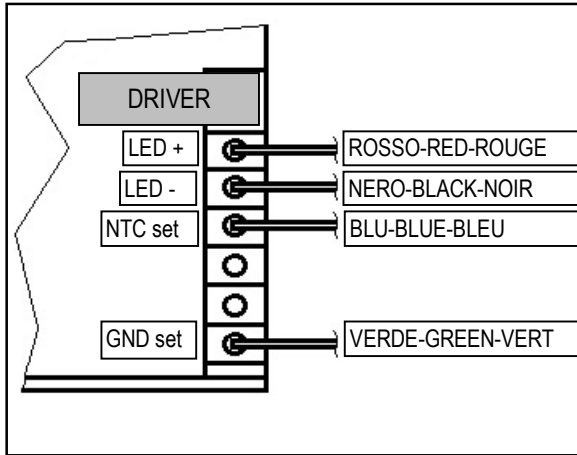 DRIVER
LED + ROSSO-RED-ROUGE
LED - NERO-BLACK-NOIR
NTC set BLU-BLUE-BLEU
GND set VERDE-GREEN-VERT